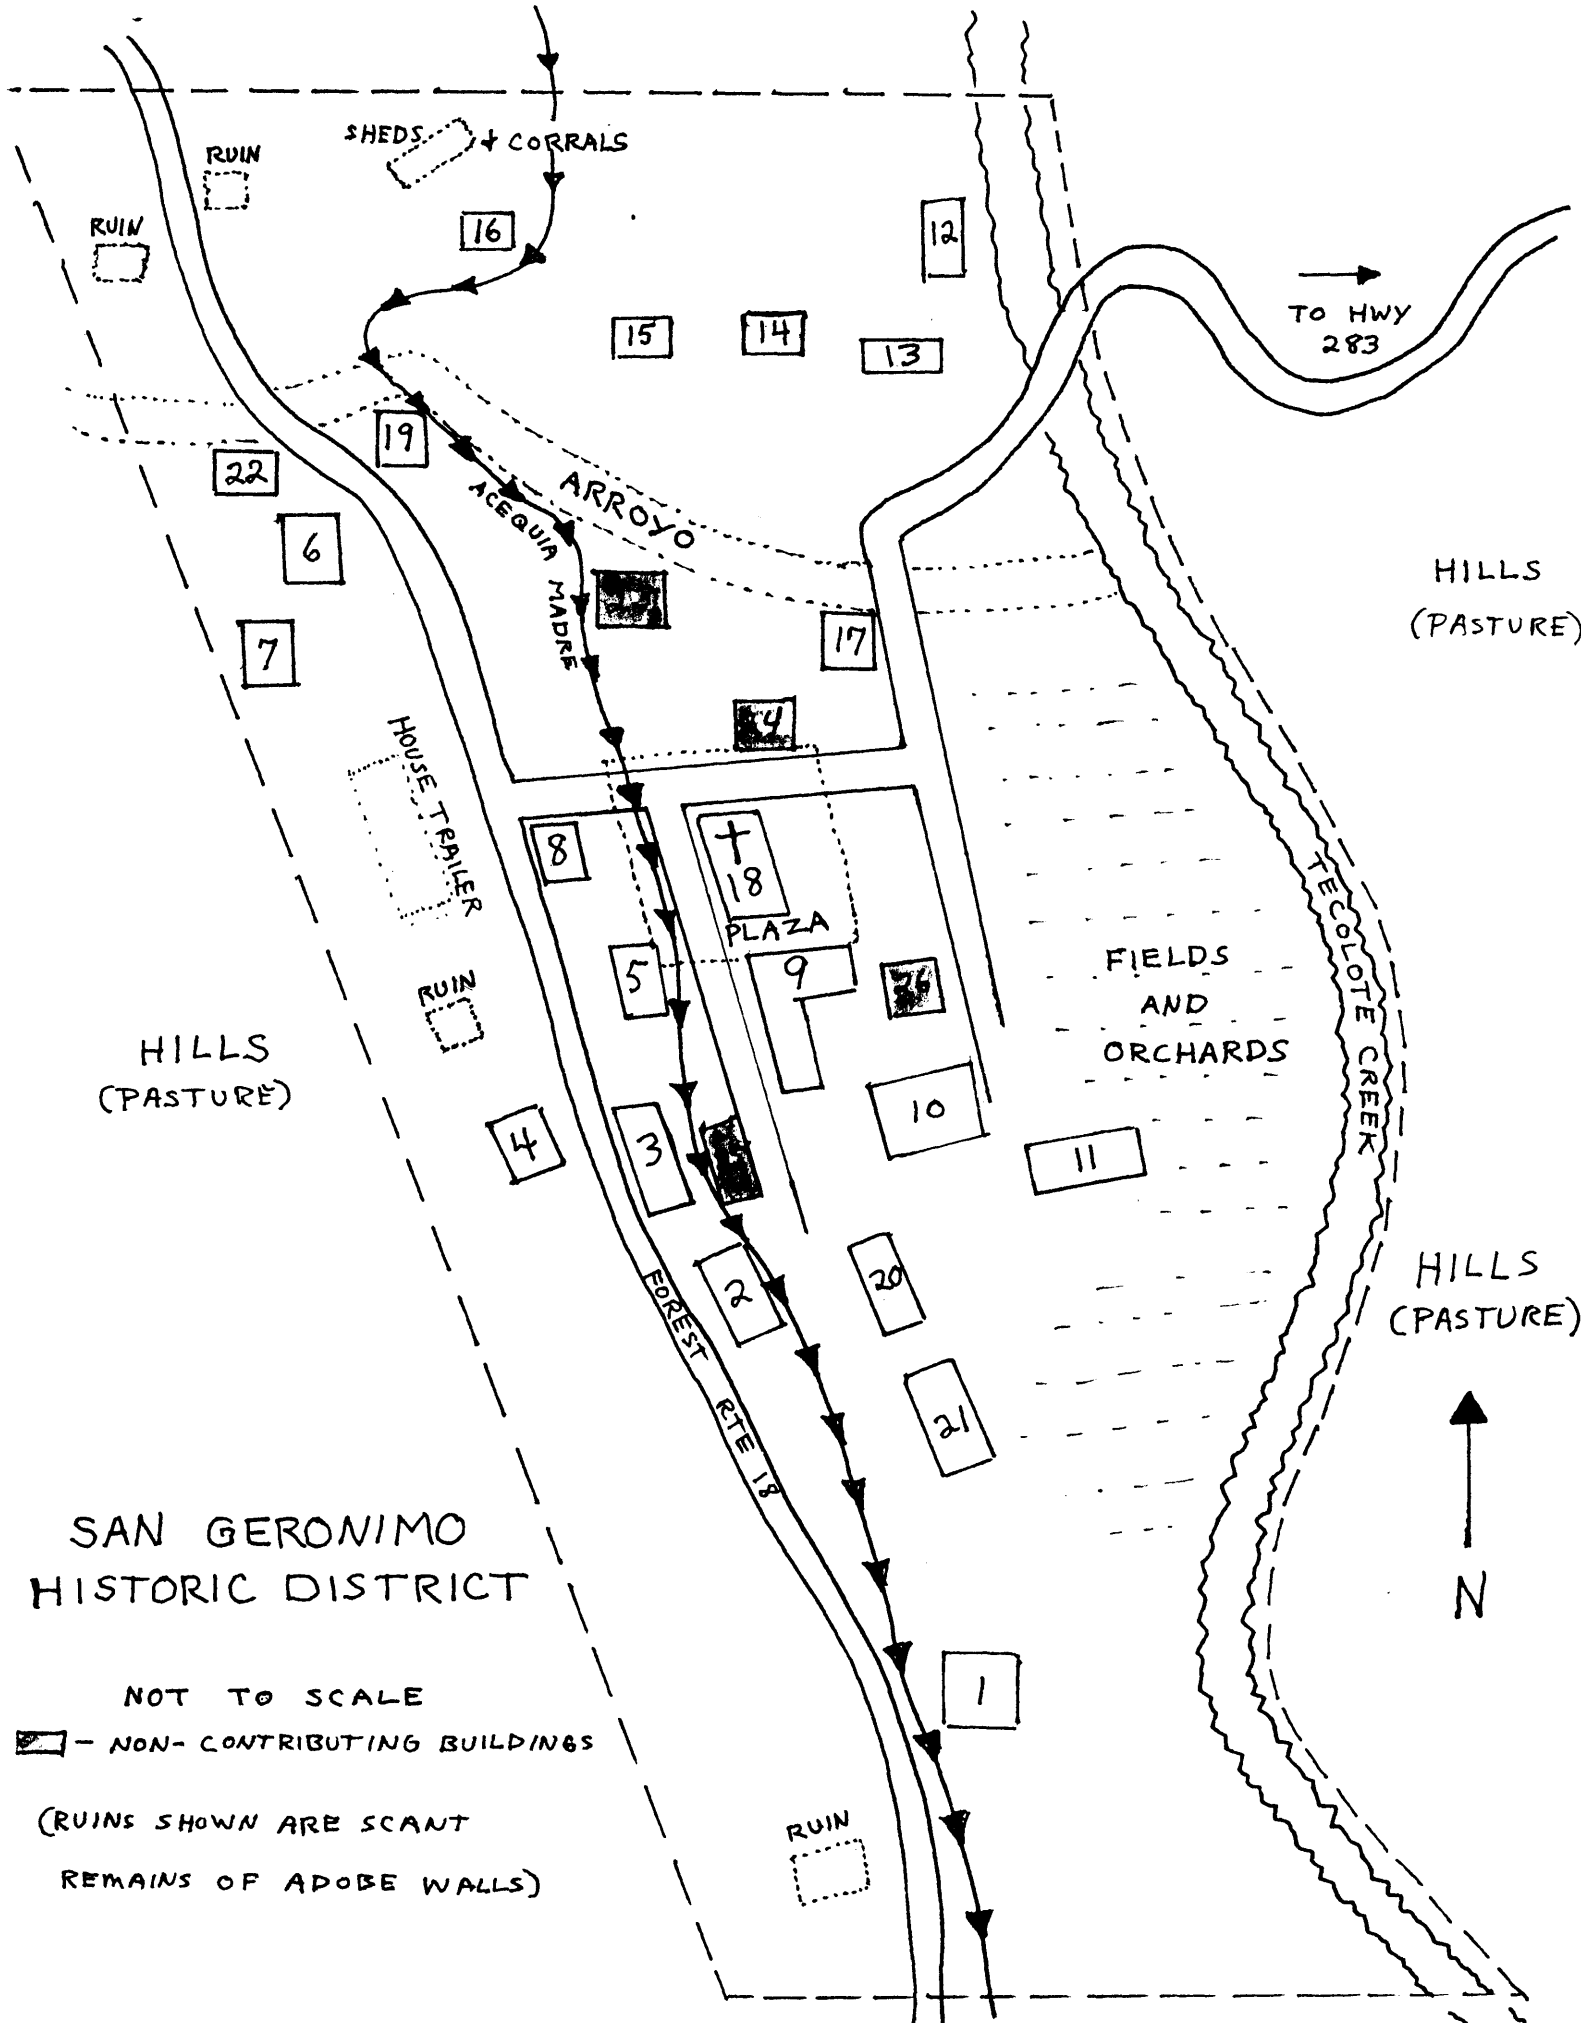 SHEDS + CORRALS
RUIN
RUIN
16
12
15
14
13
TO HWY
283
19
22
ARROYO
ACEQUIA MADRE
6
HILLS
(PASTURE)
17
7
HOUSE TRAILER
8
18
PLAZA
5
9
FIELDS
AND
ORCHARDS
TECOLOTE CREEK
RUIN
HILLS
(PASTURE)
4
3
10
11
2
20
HILLS
(PASTURE)
FOREST RTE 18
21
N
SAN GERONIMO
HISTORIC DISTRICT
1
NOT TO SCALE
- NON-CONTRIBUTING BUILDINGS
(RUINS SHOWN ARE SCANT
REMAINS OF ADOBE WALLS)
RUIN